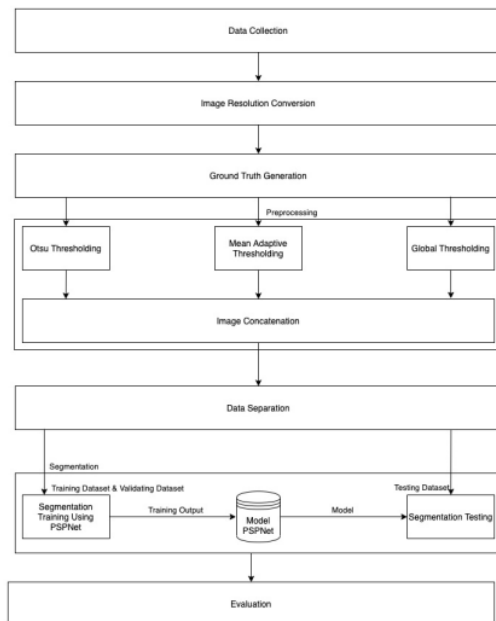 Data Collection
Image Resolution Conversion
Ground Truth Generation
Preprocessing
Otsu Thresholding
Mean Adaptive
Thresholding
Global Thresholding
Image Concatenation
Data Separation
Segmentation
Training Dataset & Validating Dataset
Testing Dataset
Segmentation
Training Using
PSPNet
Training Output
Model
PSPNet
Model
Segmentation Testing
Evaluation